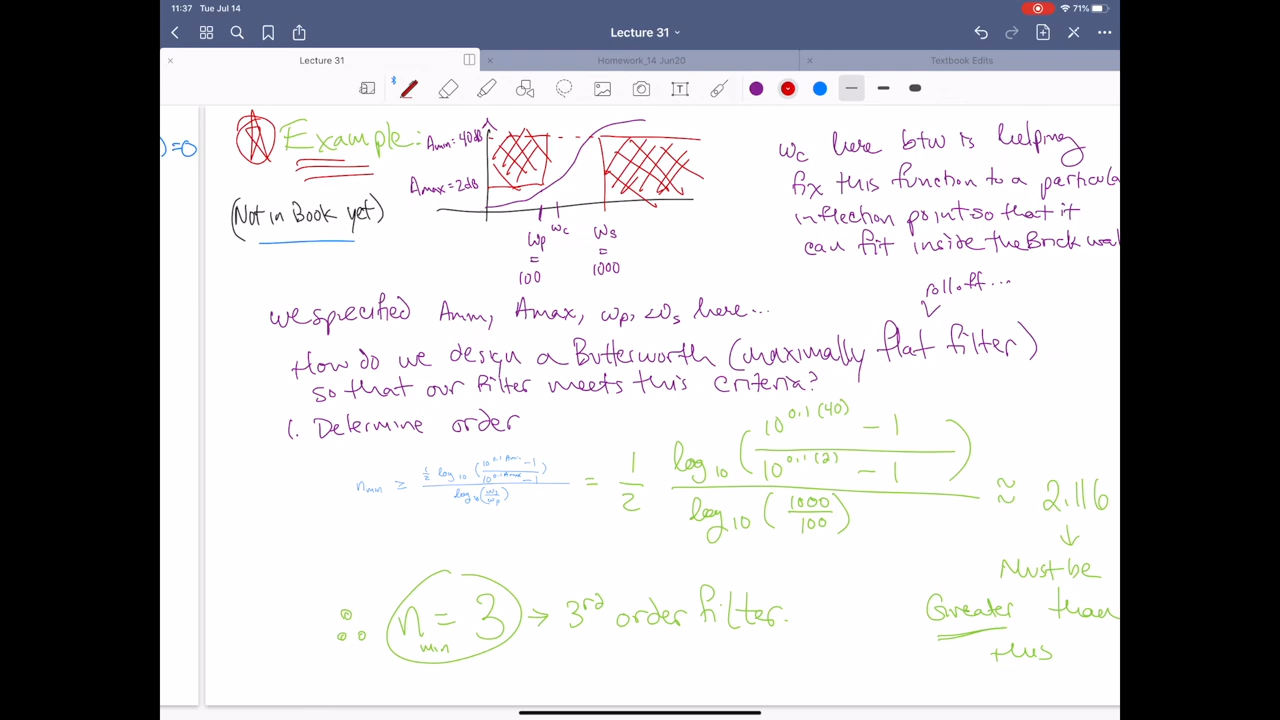 11:37 Tue Jul 14
71%
Lecture 31
Lecture 31
Homework_14 Jun20
Textbook Edits
)=0
Example:
(Not in Book yet)
Amin=40dB
Amax=2dB
ωp
=
100
ωc
ωs
=
1000
ωc here btw is helping
fix this function to a particula
inflection point so that it
can fit inside the Brick wal
we specified Amin, Amax, ωp, ωs here...
rolloff...
How do we design a Butterworth (maximally flat filter)
so that our filter meets this criteria?
1. Determine order
nmin ≥ 1/2 log10 ((10^0.1Amin − 1)/(10^0.1Amax − 1)) / log10 (ωs/ωp) = 1/2 log10 ((10^0.1(40) − 1)/(10^0.1(2) − 1)) / log10 (1000/100) ≈ 2.116
↓
Must be
Greater than
this
∴ nmin = 3 → 3rd order filter.